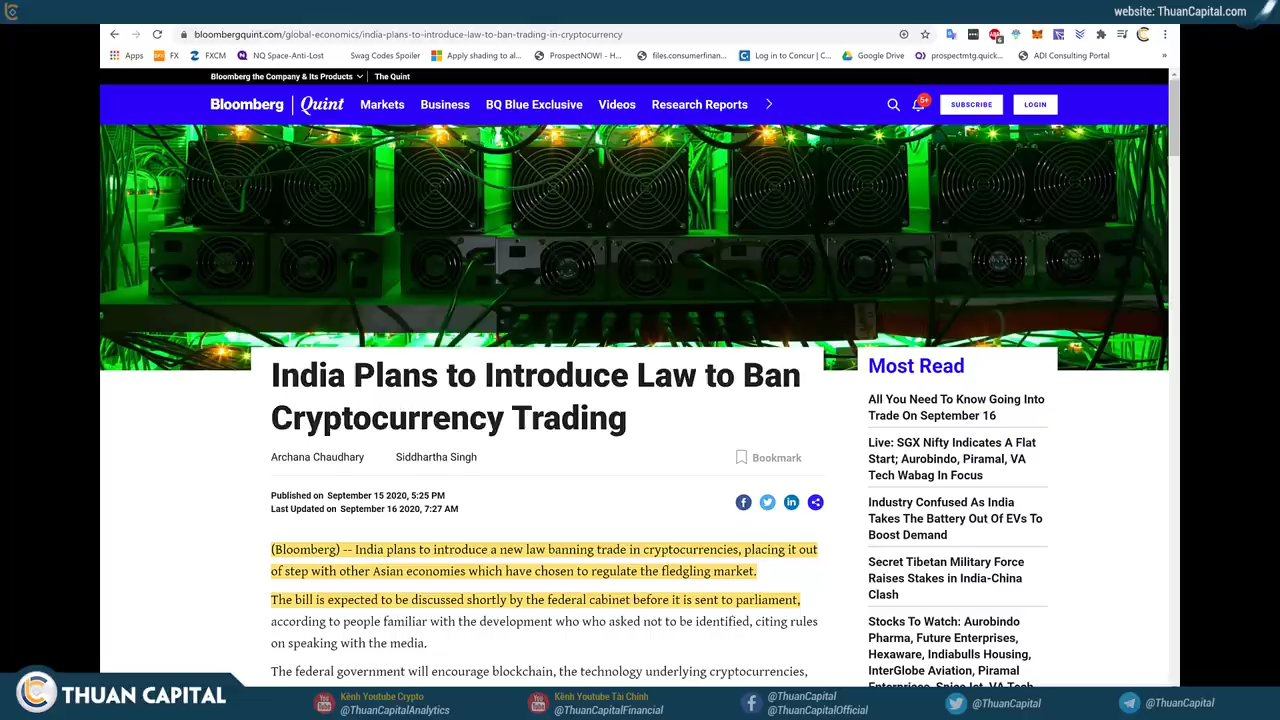 website: ThuanCapital.com
bloombergquint.com/global-economics/india-plans-to-introduce-law-to-ban-trading-in-cryptocurrency
Apps FX FXCM NQ Space-Anti-Lost Swag Codes Spoiler Apply shading to al... ProspectNOW! - H... files.consumerfinan... Log in to Concur | C... Google Drive prospectmtg.quick... ADI Consulting Portal »
Bloomberg the Company & Its Products The Quint
Bloomberg | Quint Markets Business BQ Blue Exclusive Videos Research Reports 5+ SUBSCRIBE LOGIN
India Plans to Introduce Law to Ban
Cryptocurrency Trading
Archana Chaudhary Siddhartha Singh
Bookmark
Published on September 15 2020, 5:25 PM
Last Updated on September 16 2020, 7:27 AM
(Bloomberg) -- India plans to introduce a new law banning trade in cryptocurrencies, placing it out
of step with other Asian economies which have chosen to regulate the fledgling market.
The bill is expected to be discussed shortly by the federal cabinet before it is sent to parliament,
according to people familiar with the development who who asked not to be identified, citing rules
on speaking with the media.
The federal government will encourage blockchain, the technology underlying cryptocurrencies,
Most Read
All You Need To Know Going Into
Trade On September 16
Live: SGX Nifty Indicates A Flat
Start; Aurobindo, Piramal, VA
Tech Wabag In Focus
Industry Confused As India
Takes The Battery Out Of EVs To
Boost Demand
Secret Tibetan Military Force
Raises Stakes in India-China
Clash
Stocks To Watch: Aurobindo
Pharma, Future Enterprises,
Hexaware, Indiabulls Housing,
InterGlobe Aviation, Piramal
Enterprises, SpiceJet, VA Tech
THUAN CAPITAL
Kênh Youtube Crypto
@ThuanCapitalAnalytics
Kênh Youtube Tài Chính
@ThuanCapitalFinancial
@ThuanCapital
@ThuanCapitalOfficial
@ThuanCapital
@ThuanCapital